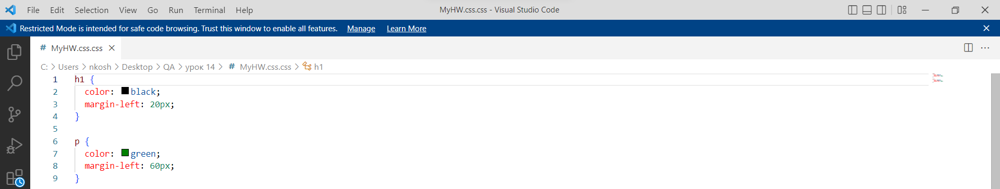 File Edit Selection View Go Run Terminal Help MyHW.css.css - Visual Studio Code
Restricted Mode is intended for safe code browsing. Trust this window to enable all features. Manage Learn More
# MyHW.css.css
C: > Users > nkosh > Desktop > QA > урок 14 > # MyHW.css.css > h1
1 h1 {
2 color: black;
3 margin-left: 20px;
4 }
5
6 p {
7 color: green;
8 margin-left: 60px;
9 }